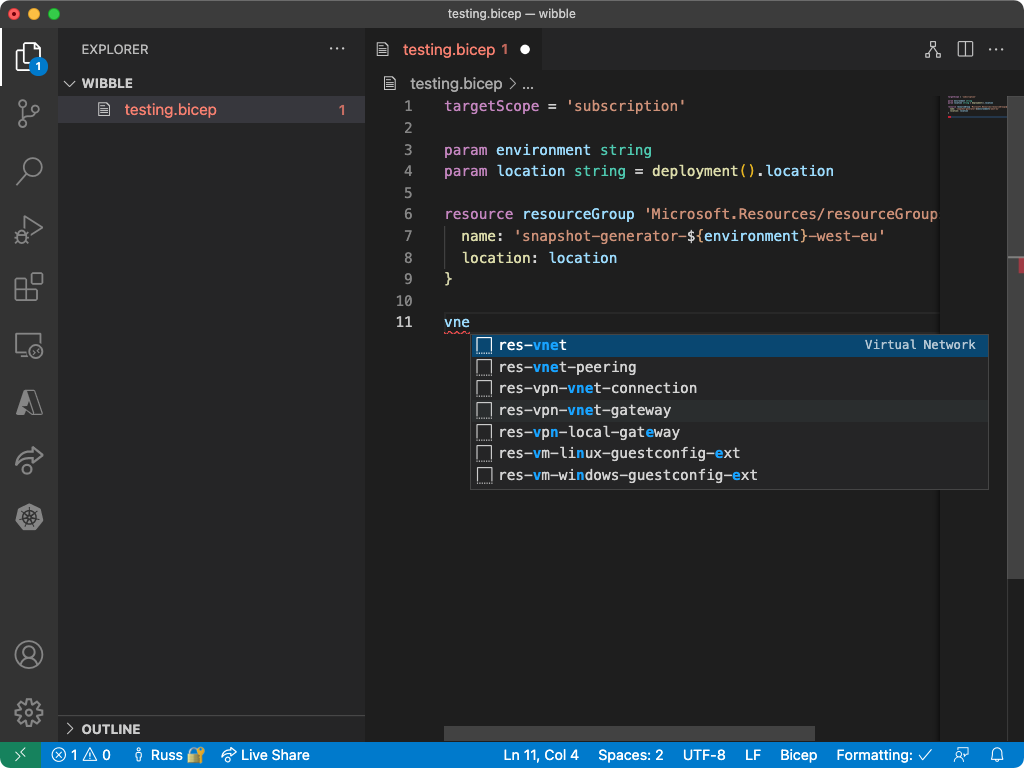 testing.bicep — wibble
EXPLORER
WIBBLE
testing.bicep 1
1
testing.bicep 1
testing.bicep > ...
1 targetScope = 'subscription'
2
3 param environment string
4 param location string = deployment().location
5
6 resource resourceGroup 'Microsoft.Resources/resourceGroup
7 name: 'snapshot-generator-${environment}-west-eu'
8 location: location
9 }
10
11 vne
res-vnet Virtual Network
res-vnet-peering
res-vpn-vnet-connection
res-vpn-vnet-gateway
res-vpn-local-gateway
res-vm-linux-guestconfig-ext
res-vm-windows-guestconfig-ext
OUTLINE
1 0 Russ Live Share Ln 11, Col 4 Spaces: 2 UTF-8 LF Bicep Formatting: ✓